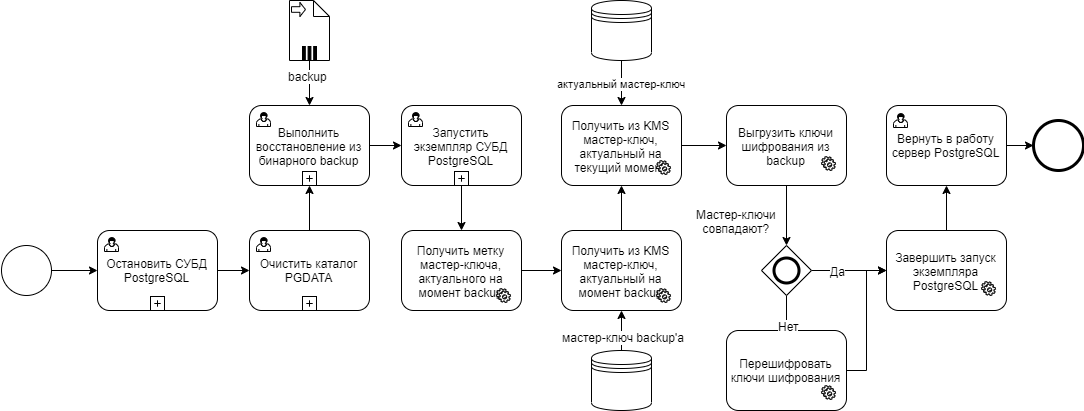 backup
актуальный мастер-ключ
Выполнить
восстановление из
бинарного backup
Запустить
экземпляр СУБД
PostgreSQL
Получить из KMS
мастер-ключ,
актуальный на
текущий момент
Выгрузить ключи
шифрования из
backup
Вернуть в работу
сервер PostgreSQL
Мастер-ключи
совпадают?
Остановить СУБД
PostgreSQL
Очистить каталог
PGDATA
Получить метку
мастер-ключа,
актуального на
момент backup
Получить из KMS
мастер-ключ,
актуальный на
момент backup
Да
Завершить запуск
экземпляра
PostgreSQL
Нет
мастер-ключ backup'а
Перешифровать
ключи шифрования